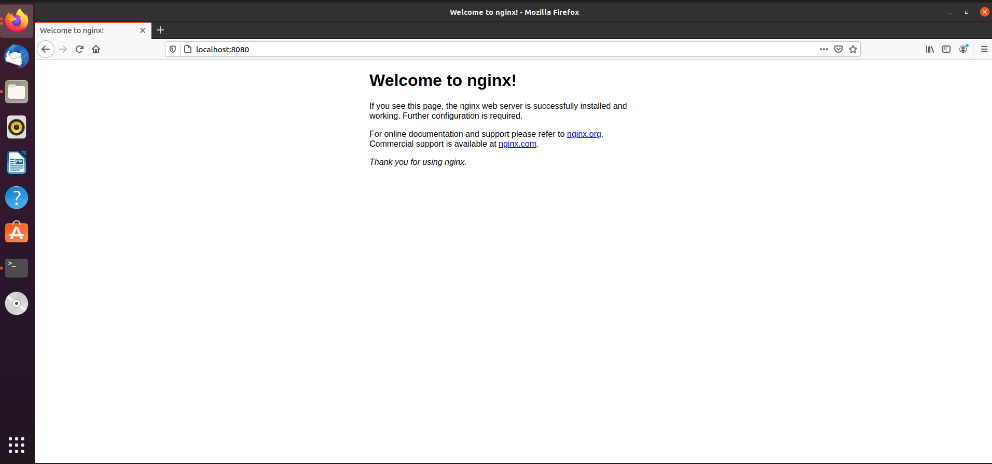 Welcome to nginx! - Mozilla Firefox
Welcome to nginx!
localhost:8080
Welcome to nginx!
If you see this page, the nginx web server is successfully installed and
working. Further configuration is required.
For online documentation and support please refer to nginx.org.
Commercial support is available at nginx.com.
Thank you for using nginx.